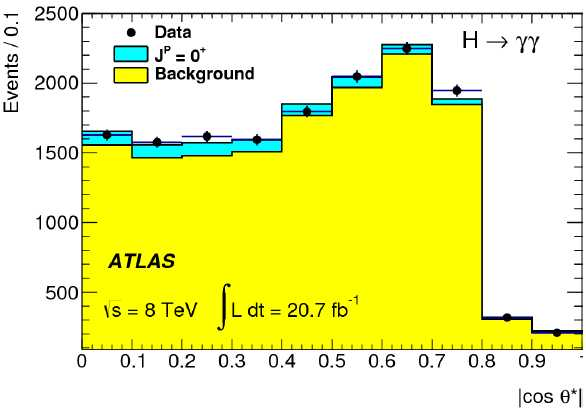 Events / 0.1
2500
2000
1500
1000
500
Data
J^P = 0^+
Background
H → γγ
ATLAS
√s = 8 TeV ∫ L dt = 20.7 fb^-1
0 0.1 0.2 0.3 0.4 0.5 0.6 0.7 0.8 0.9
|cos θ*|